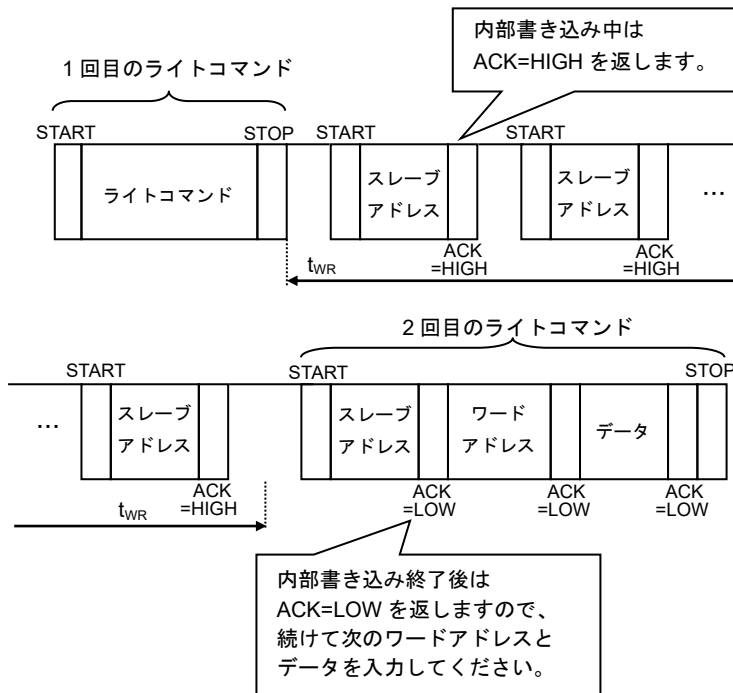 内部書き込み中は
ACK=HIGH を返します。
1 回目のライトコマンド
START STOP START START
ライトコマンド
スレーブ
アドレス
スレーブ
アドレス
…
ACK
=HIGH
ACK
=HIGH
tWR
2 回目のライトコマンド
START START STOP
…
スレーブ
アドレス
スレーブ
アドレス
ワード
アドレス
データ
ACK
=HIGH
ACK
=LOW
ACK
=LOW
ACK
=LOW
tWR
内部書き込み終了後は
ACK=LOW を返しますので、
続けて次のワードアドレスと
データを入力してください。